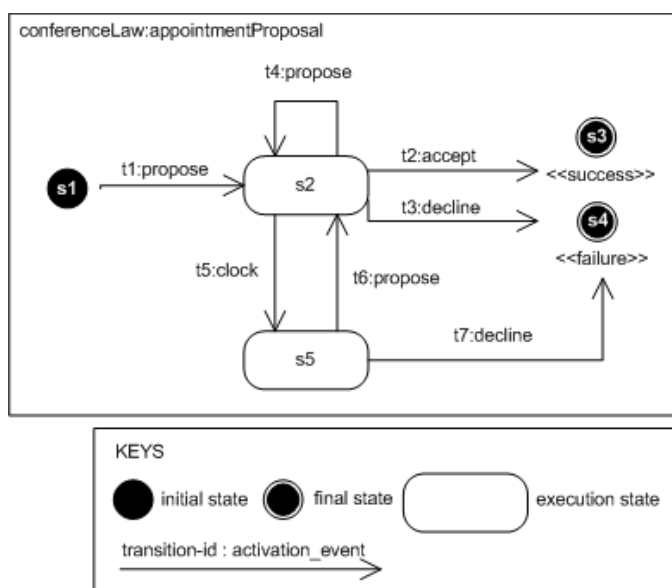 conferenceLaw:appointmentProposal
t4:propose
s3
t1:propose
t2:accept
s1
s2
<<success>>
t3:decline
s4
t5:clock
t6:propose
<<failure>>
t7:decline
s5
KEYS
initial state
final state
execution state
transition-id : activation_event